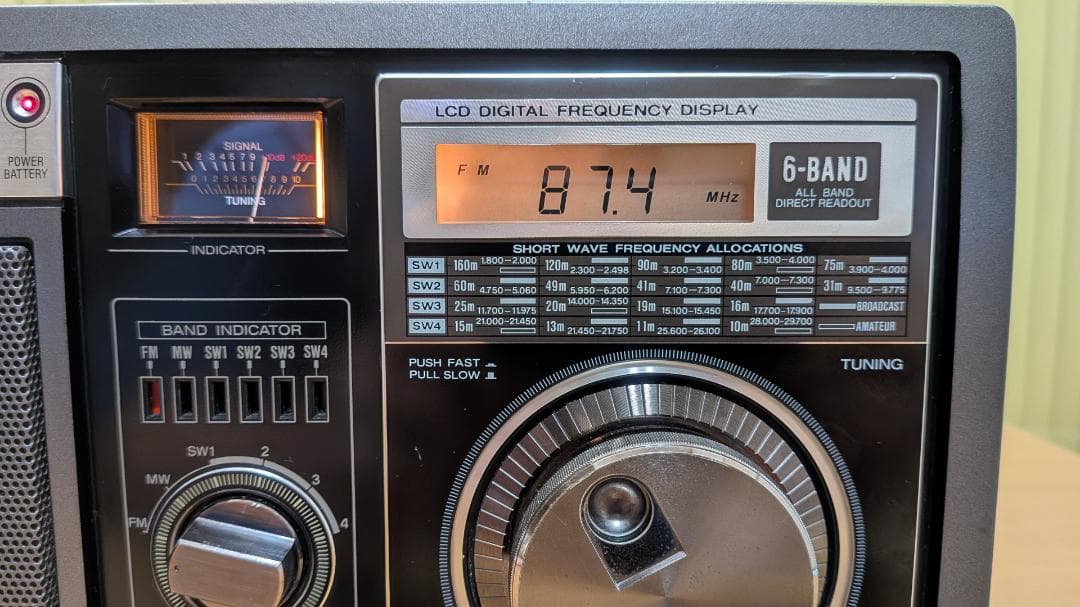 POWER
BATTERY
SIGNAL
1 2 3 4 5 7 9 +10dB +20dB
0 1 2 3 4 5 6 7 8 9 10
TUNING
INDICATOR
LCD DIGITAL FREQUENCY DISPLAY
FM 87.4 MHz
6-BAND
ALL BAND
DIRECT READOUT
SHORT WAVE FREQUENCY ALLOCATIONS
SW1 160m 1.800-2.000 120m 2.300-2.498 90m 3.200-3.400 80m 3.500-4.000 75m 3.900-4.000
SW2 60m 4.750-5.060 49m 5.950-6.200 41m 7.100-7.300 40m 7.000-7.300 31m 9.500-9.775
SW3 25m 11.700-11.975 20m 14.000-14.350 19m 15.100-15.450 16m 17.700-17.900 BROADCAST
SW4 15m 21.000-21.450 13m 21.450-21.750 11m 25.600-26.100 10m 28.000-29.700 AMATEUR
BAND INDICATOR
FM MW SW1 SW2 SW3 SW4
PUSH FAST
PULL SLOW
TUNING
SW1 2
MW 3
FM 4